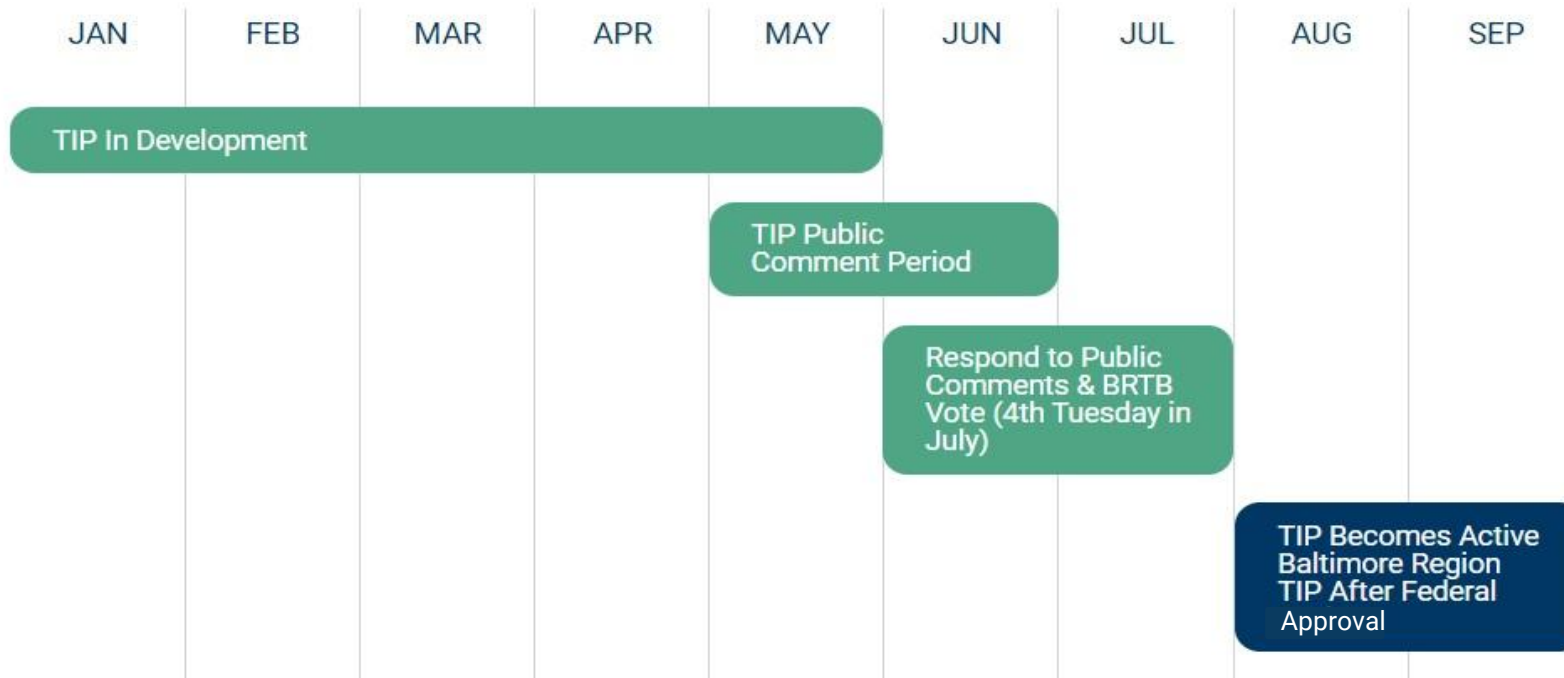 JAN FEB MAR APR MAY JUN JUL AUG SEP
TIP In Development
TIP Public
Comment Period
Respond to Public
Comments & BRTB
Vote (4th Tuesday in
July)
TIP Becomes Active
Baltimore Region
TIP After Federal
Approval